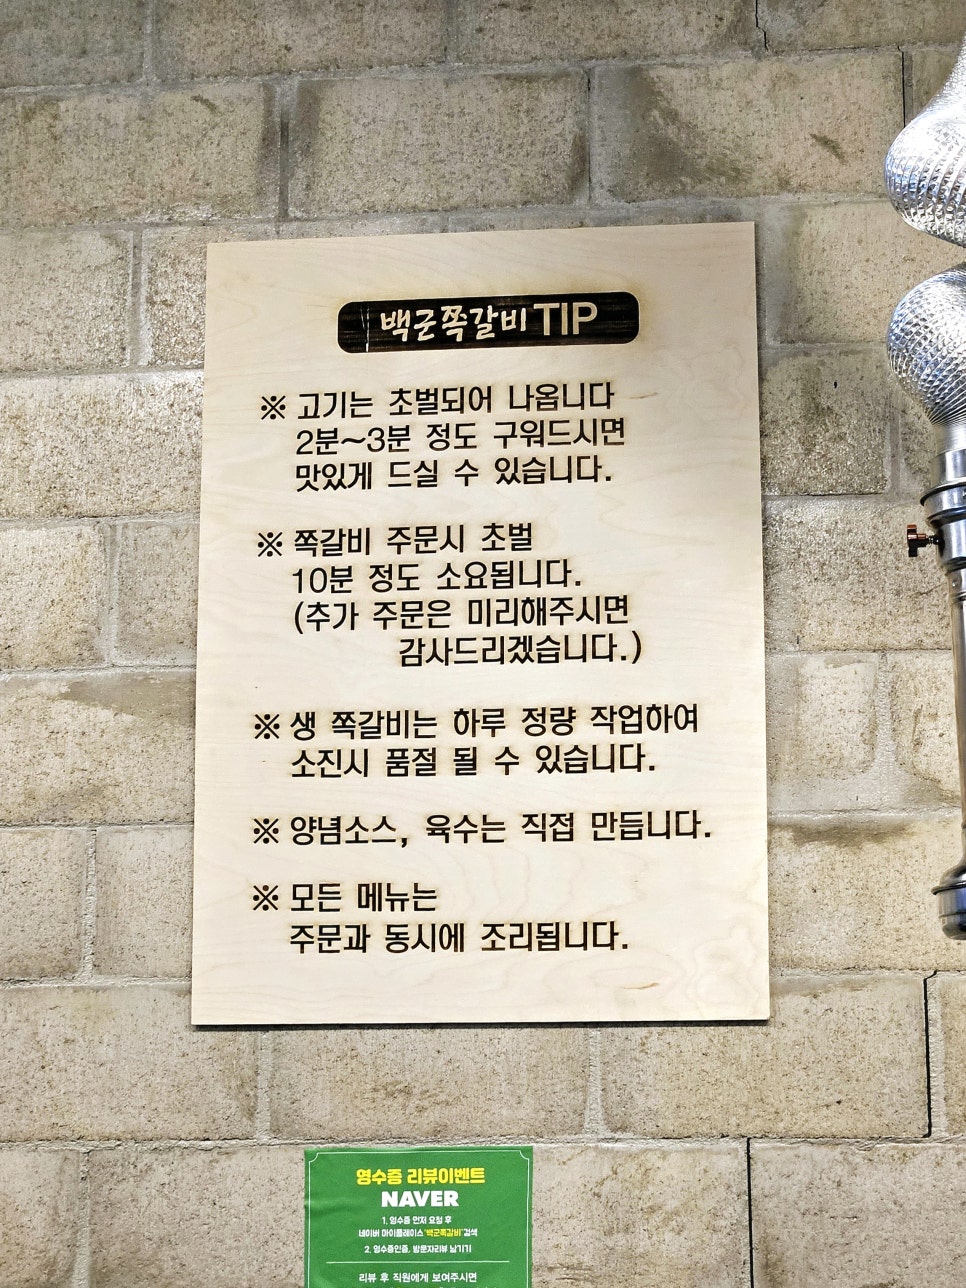 백군쪽갈비 TIP
※ 고기는 초벌되어 나옵니다
2분~3분 정도 구워드시면
맛있게 드실 수 있습니다.
※ 쪽갈비 주문시 초벌
10분 정도 소요됩니다.
(추가 주문은 미리해주시면
감사드리겠습니다.)
※ 생 쪽갈비는 하루 정량 작업하여
소진시 품절 될 수 있습니다.
※ 양념소스, 육수는 직접 만듭니다.
※ 모든 메뉴는
주문과 동시에 조리됩니다.
영수증 리뷰이벤트
NAVER
1. 영수증 먼저 요청 후
네이버 마이플레이스 '백군쪽갈비' 검색
2. 영수증인증, 방문자리뷰 남기기
리뷰 후 직원에게 보여주시면